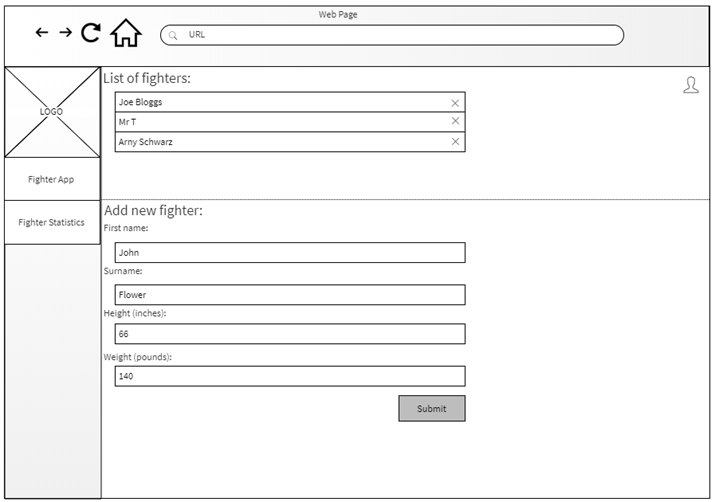 Web Page
URL
LOGO
Fighter App
Fighter Statistics
List of fighters:
Joe Bloggs
Mr T
Arny Schwarz
Add new fighter:
First name:
John
Surname:
Flower
Height (inches):
66
Weight (pounds):
140
Submit